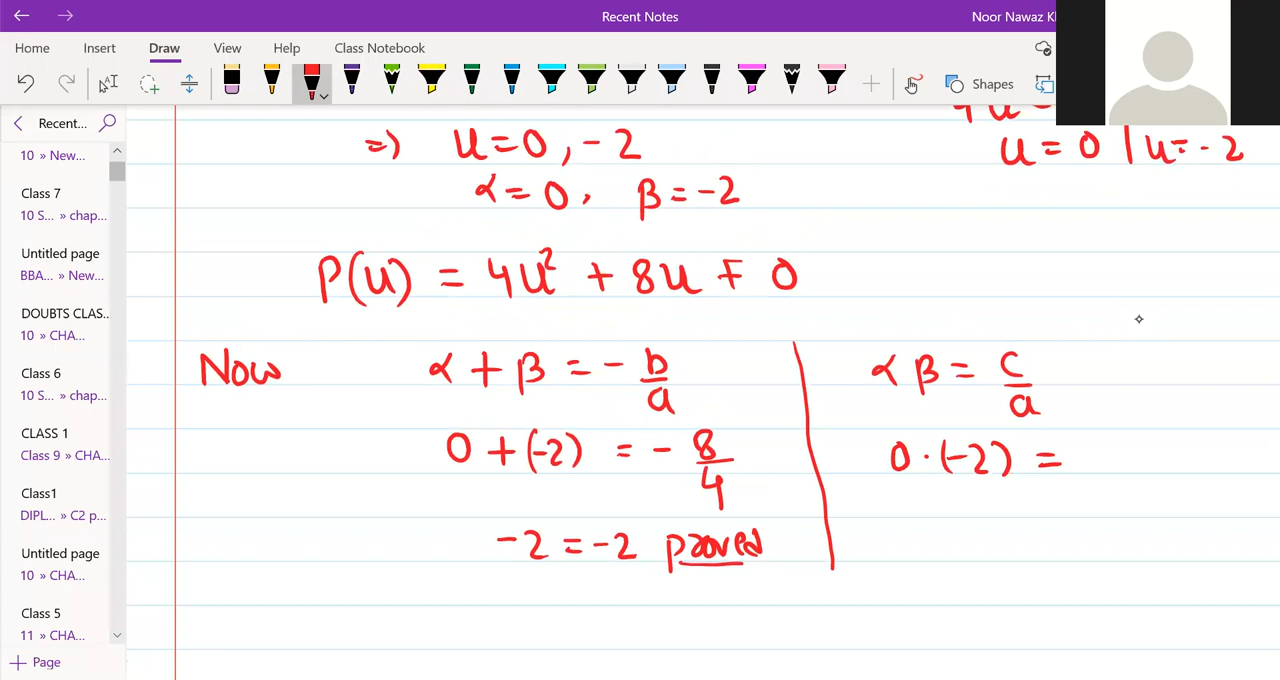 Recent Notes
Noor Nawaz Kh
Home Insert Draw View Help Class Notebook
Shapes
Recent...
10 » New...
Class 7
10 S... » chap...
Untitled page
BBA... » New...
DOUBTS CLAS...
10 » CHA...
Class 6
10 S... » chap...
CLASS 1
Class 9 » CHA...
Class1
DIPL... » C2 p...
Untitled page
10 » CHA...
Class 5
11 » CHA...
+ Page
4u =
=> u = 0, -2
u = 0 | u = -2
α = 0, β = -2
P(u) = 4u² + 8u + 0
Now α + β = - b/a
0 + (-2) = - 8/4
-2 = -2 proved
α β = c/a
0 · (-2) =